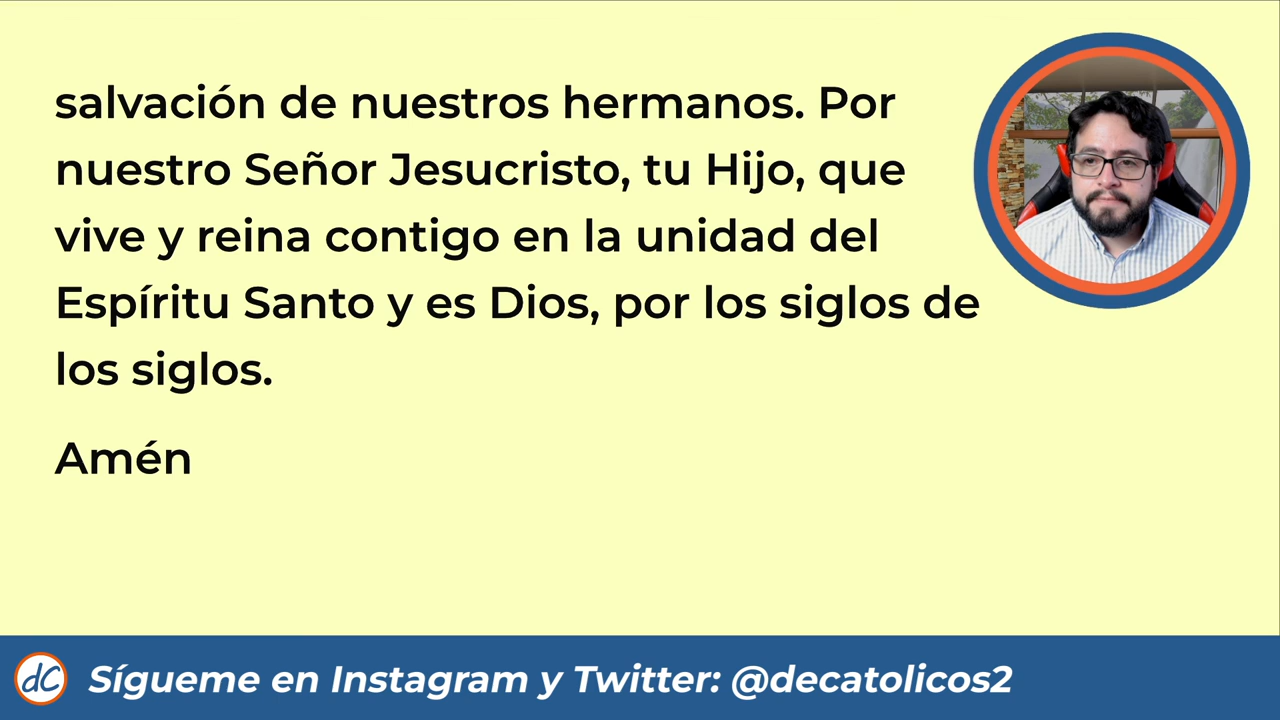 salvación de nuestros hermanos. Por
nuestro Señor Jesucristo, tu Hijo, que
vive y reina contigo en la unidad del
Espíritu Santo y es Dios, por los siglos de
los siglos.
Amén
dC Sígueme en Instagram y Twitter: @decatolicos2